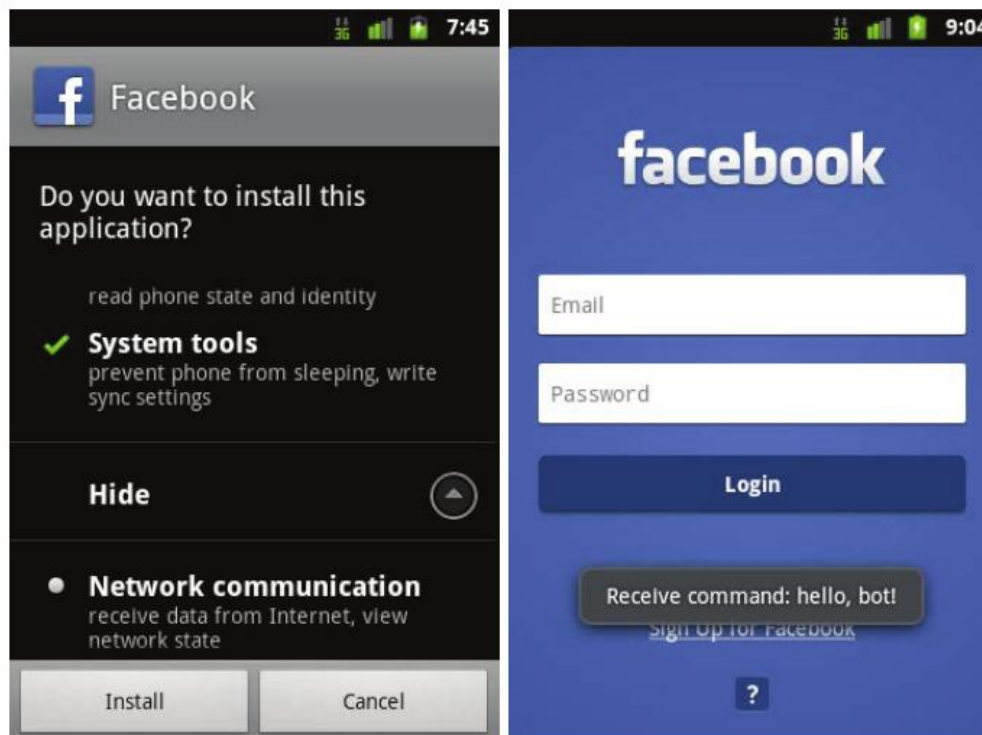 3G 7:45
Facebook
Do you want to install this
application?
read phone state and identity
System tools
prevent phone from sleeping, write
sync settings
Hide
Network communication
receive data from Internet, view
network state
Install Cancel
3G 9:04
facebook
Email
Password
Login
Receive command: hello, bot!
Sign Up for Facebook
?